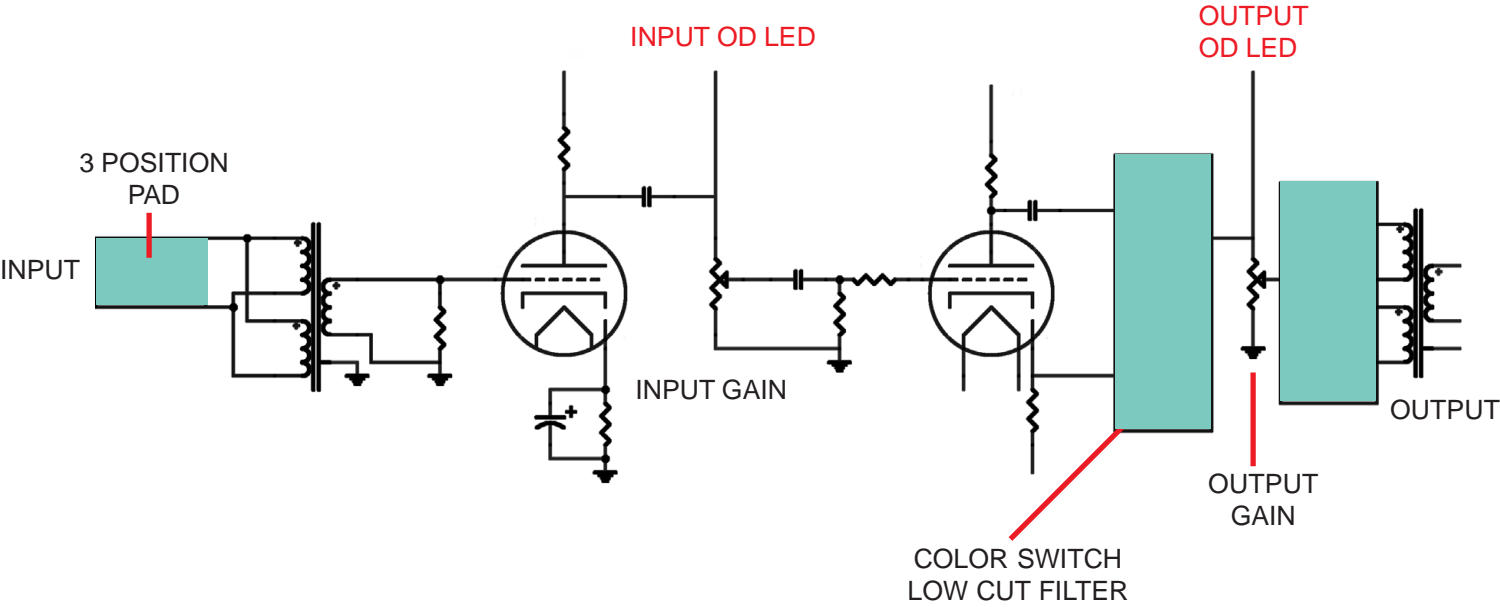 INPUT OD LED
OUTPUT
OD LED
3 POSITION
PAD
INPUT
INPUT GAIN
OUTPUT
OUTPUT
GAIN
COLOR SWITCH
LOW CUT FILTER